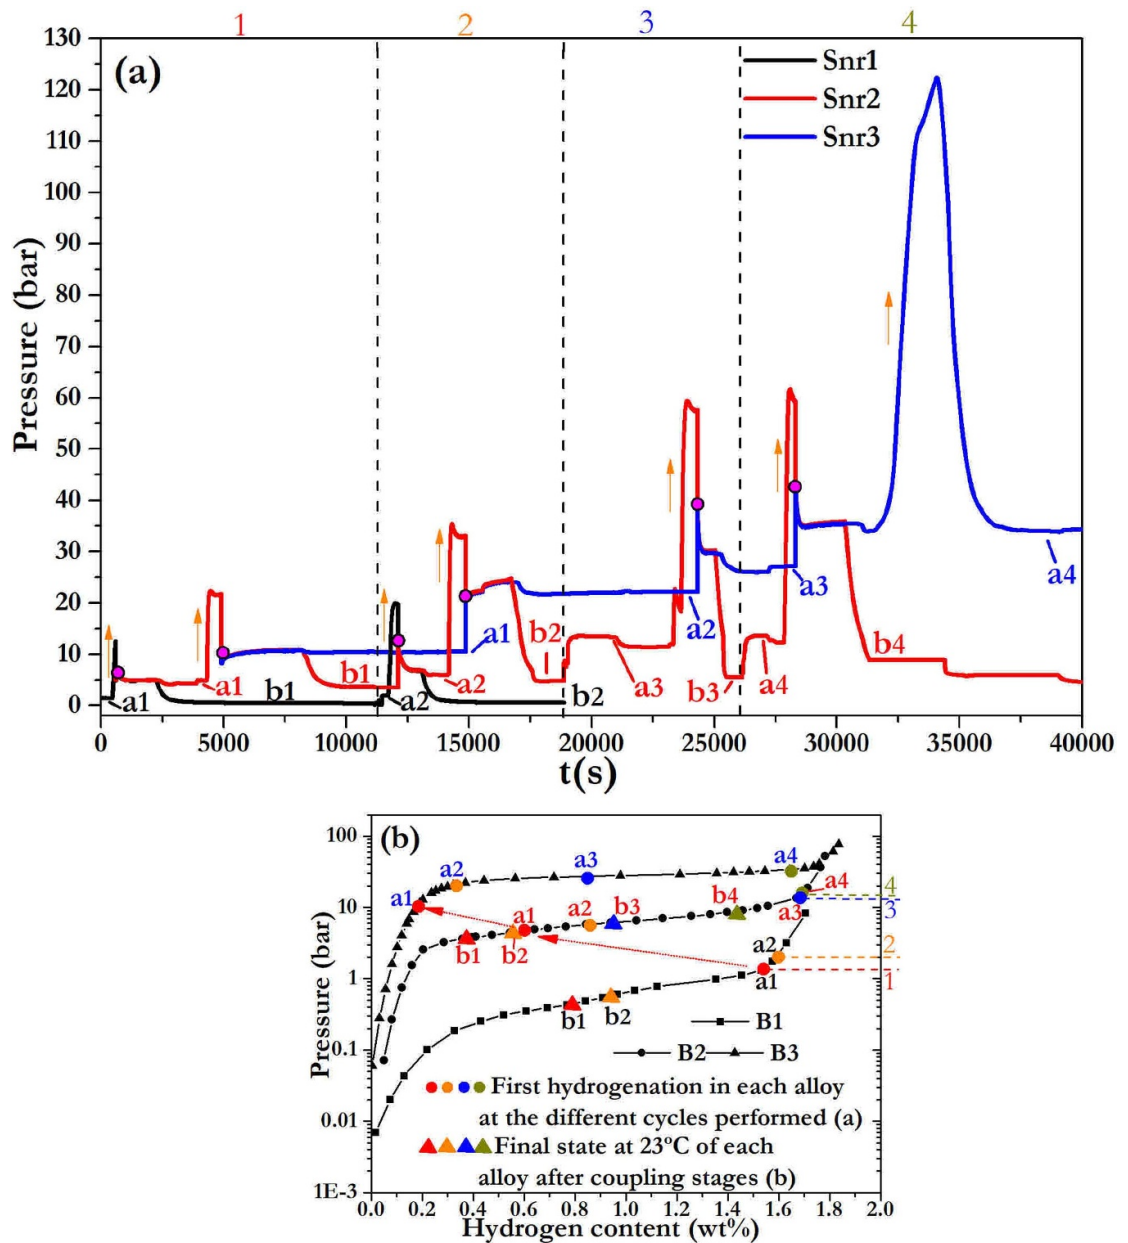 1 2 3 4
(a)
Snr1
Snr2
Snr3
130
120
110
100
90
80
70
60
50
40
30
20
10
0
Pressure (bar)
a1 a1 b1 b1 a2 a2 a1 b2 b2 a3 a2 b3 a4 a3 b4 a4
0 5000 10000 15000 20000 25000 30000 35000 40000
t(s)
(b)
100
10
1
0.1
0.01
1E-3
Pressure (bar)
a1 a2 a3 a4
b1 b2 a1 a2 b3 b4 a3 a4
b1 b2 a1 a2
4
3
2
1
B1
B2 B3
First hydrogenation in each alloy
at the different cycles performed (a)
Final state at 23ºC of each
alloy after coupling stages (b)
0.0 0.2 0.4 0.6 0.8 1.0 1.2 1.4 1.6 1.8 2.0
Hydrogen content (wt%)